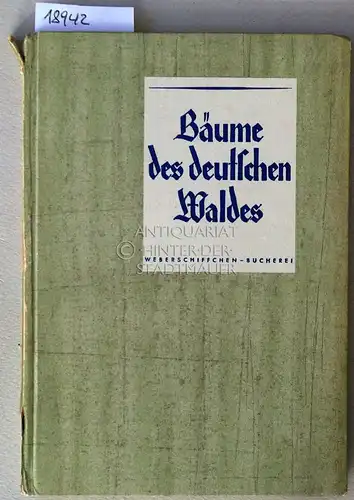 18942
Bäume
des deutschen
Waldes
ANTIQUARIAT
©HINTER·DER·
STADTMAUER
WEBERSCHIFFCHEN-BÜCHEREI